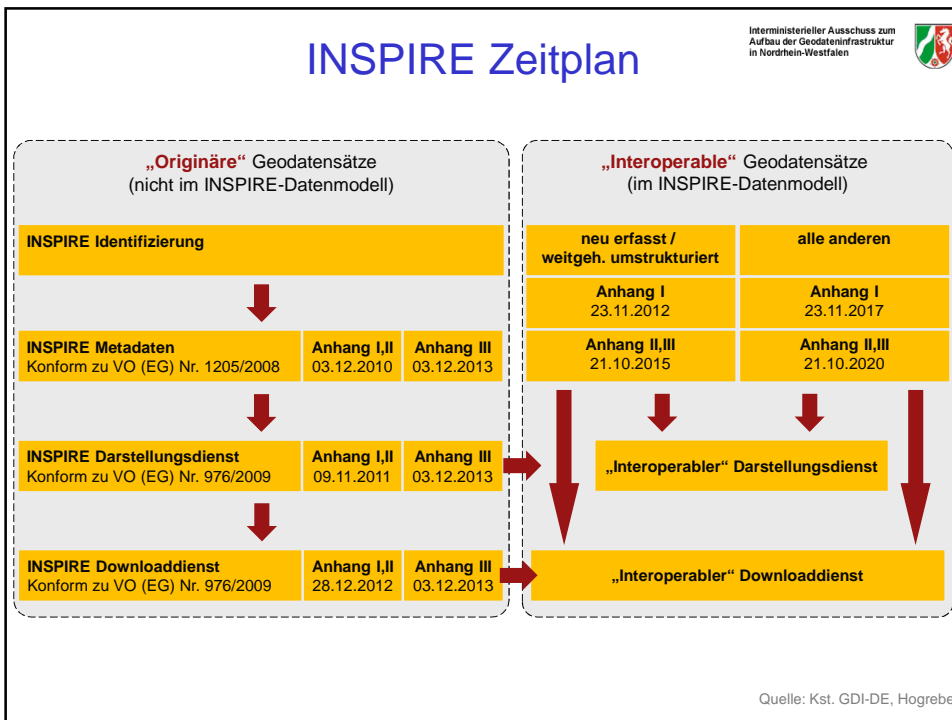 INSPIRE Zeitplan
Interministerieller Ausschuss zum
Aufbau der Geodateninfrastruktur
in Nordrhein-Westfalen
„Originäre“ Geodatensätze
(nicht im INSPIRE-Datenmodell)
INSPIRE Identifizierung
INSPIRE Metadaten
Konform zu VO (EG) Nr. 1205/2008
Anhang I,II
03.12.2010
Anhang III
03.12.2013
INSPIRE Darstellungsdienst
Konform zu VO (EG) Nr. 976/2009
Anhang I,II
09.11.2011
Anhang III
03.12.2013
INSPIRE Downloaddienst
Konform zu VO (EG) Nr. 976/2009
Anhang I,II
28.12.2012
Anhang III
03.12.2013
„Interoperable“ Geodatensätze
(im INSPIRE-Datenmodell)
neu erfasst /
weitgeh. umstrukturiert
alle anderen
Anhang I
23.11.2012
Anhang I
23.11.2017
Anhang II,III
21.10.2015
Anhang II,III
21.10.2020
„Interoperabler“ Darstellungsdienst
„Interoperabler“ Downloaddienst
Quelle: Kst. GDI-DE, Hogrebe